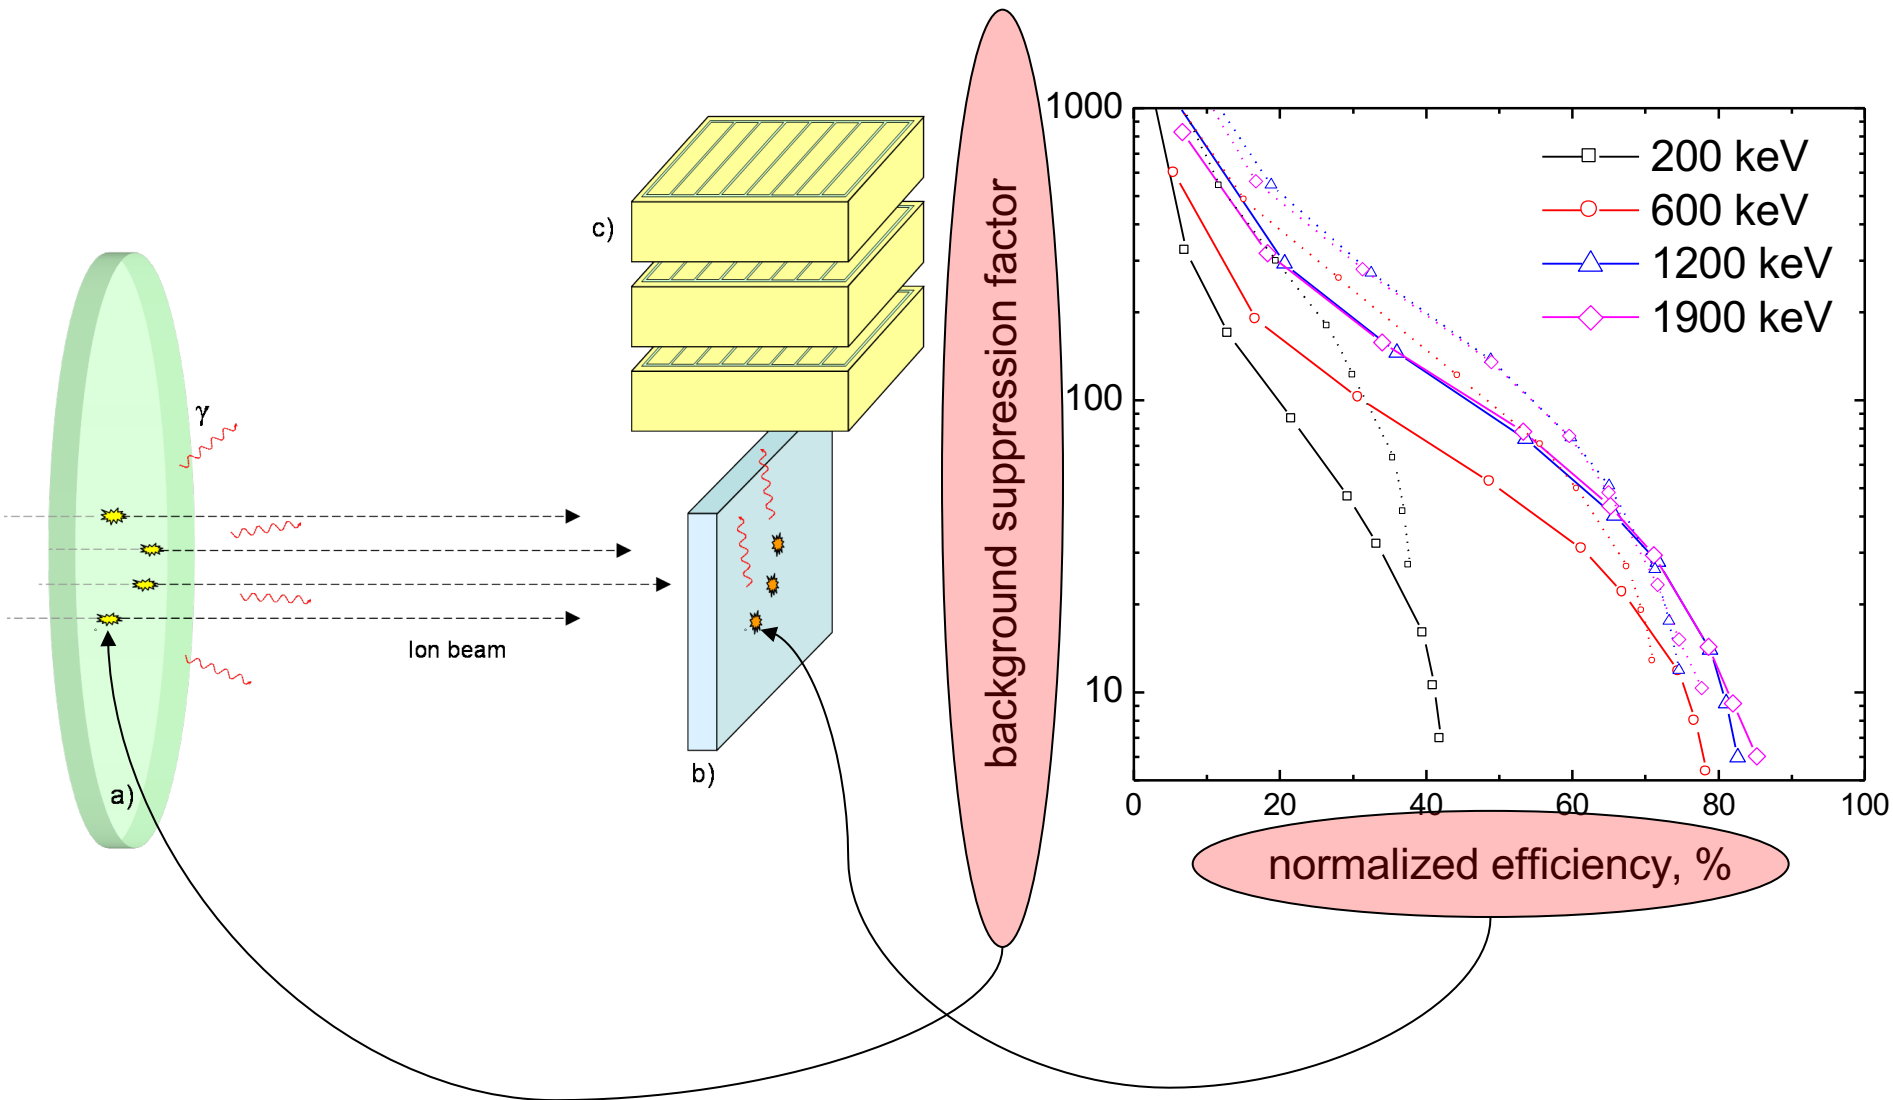 γ
a)
Ion beam
b)
c)
background suppression factor
1000
100
10
200 keV
600 keV
1200 keV
1900 keV
0 20 40 60 80 100
normalized efficiency, %